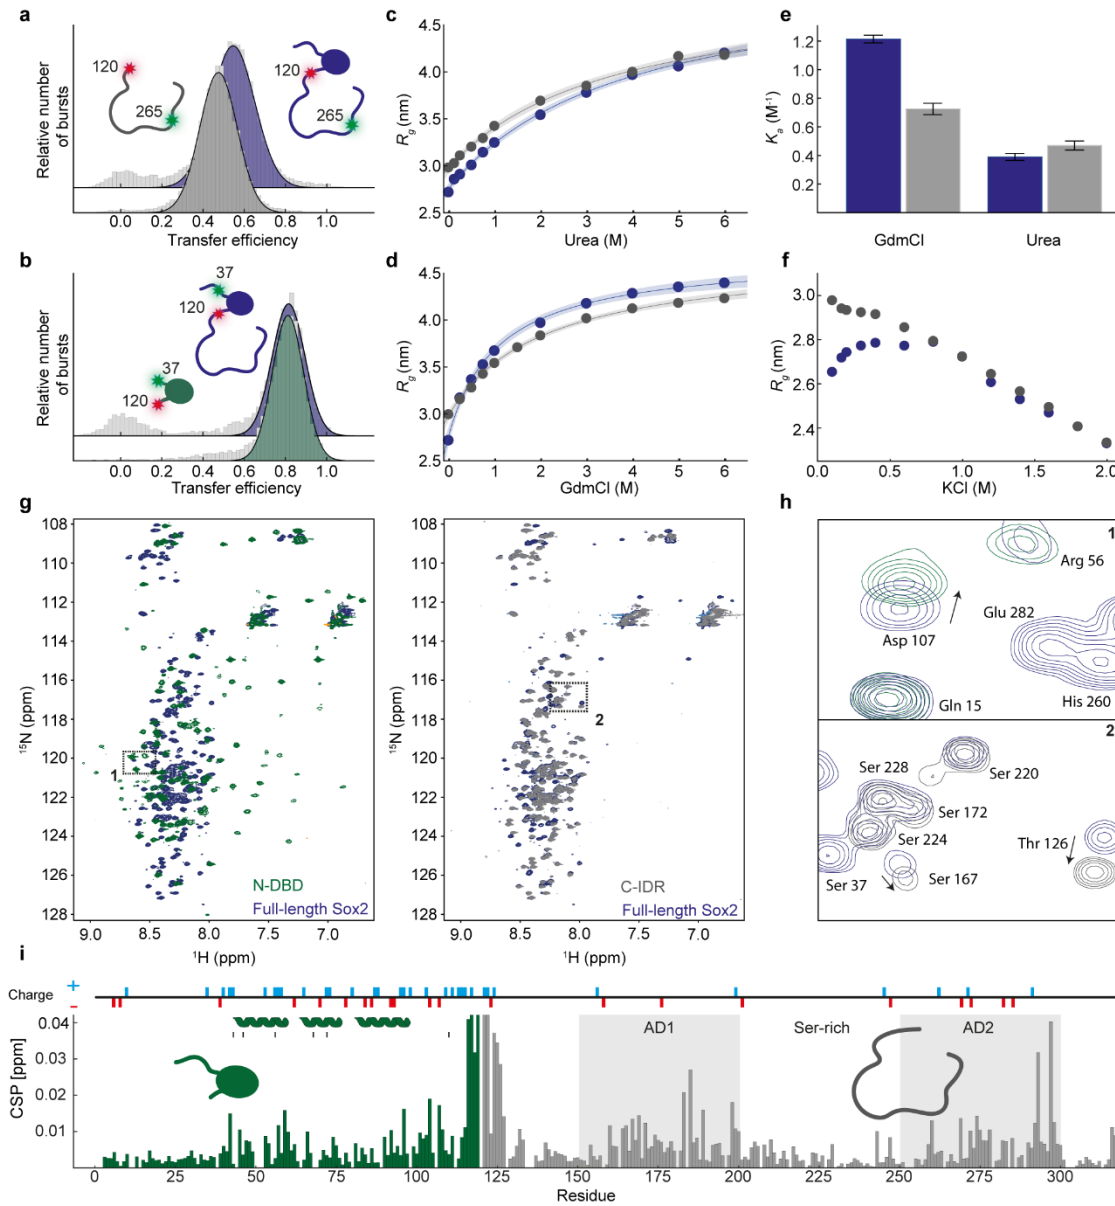 a
120
265
120
265
Relative number
of bursts
0.0 0.2 0.4 0.6 0.8 1.0
Transfer efficiency
b
37
120
37
120
Relative number
of bursts
0.0 0.2 0.4 0.6 0.8 1.0
Transfer efficiency
c
4.5
4.0
3.5
3.0
2.5
Rg (nm)
0 1 2 3 4 5 6
Urea (M)
d
4.5
4.0
3.5
3.0
2.5
Rg (nm)
0 1 2 3 4 5 6
GdmCl (M)
e
1.2
1.0
0.8
0.6
0.4
0.2
Ka (M-1)
GdmCl Urea
f
3.0
2.8
2.6
2.4
Rg (nm)
0.0 0.5 1.0 1.5 2.0
KCl (M)
g
108
110
112
114
116
118
120
122
124
126
128
15N (ppm)
1
N-DBD
Full-length Sox2
9.0 8.5 8.0 7.5 7.0
1H (ppm)
108
110
112
114
116
118
120
122
124
126
128
15N (ppm)
2
C-IDR
Full-length Sox2
9.0 8.5 8.0 7.5 7.0
1H (ppm)
h
1
Arg 56
Glu 282
Asp 107
Gln 15
His 260
2
Ser 228
Ser 220
Ser 172
Ser 224
Thr 126
Ser 37
Ser 167
i
Charge
+
−
0.04
0.03
0.02
0.01
CSP [ppm]
AD1 Ser-rich AD2
0 25 50 75 100 125 150 175 200 225 250 275 300
Residue